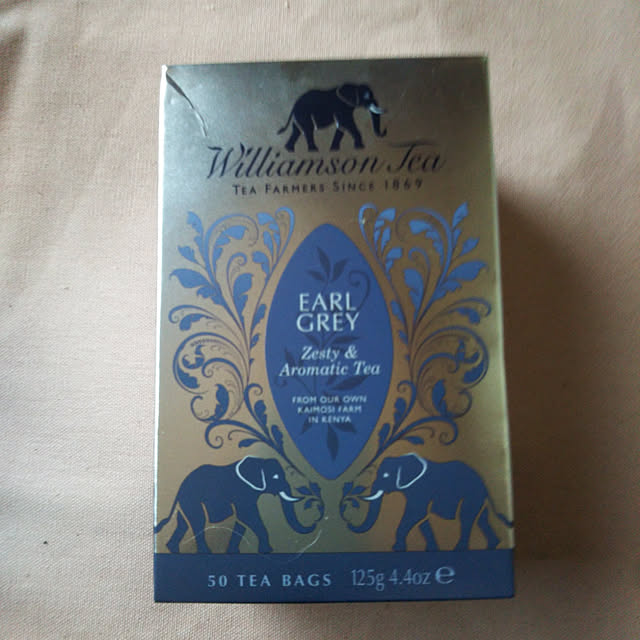 Williamson Tea
TEA FARMERS SINCE 1869
EARL
GREY
Zesty &
Aromatic Tea
FROM OUR OWN
KAIMOSI FARM
IN KENYA
50 TEA BAGS 125g 4.4oz e